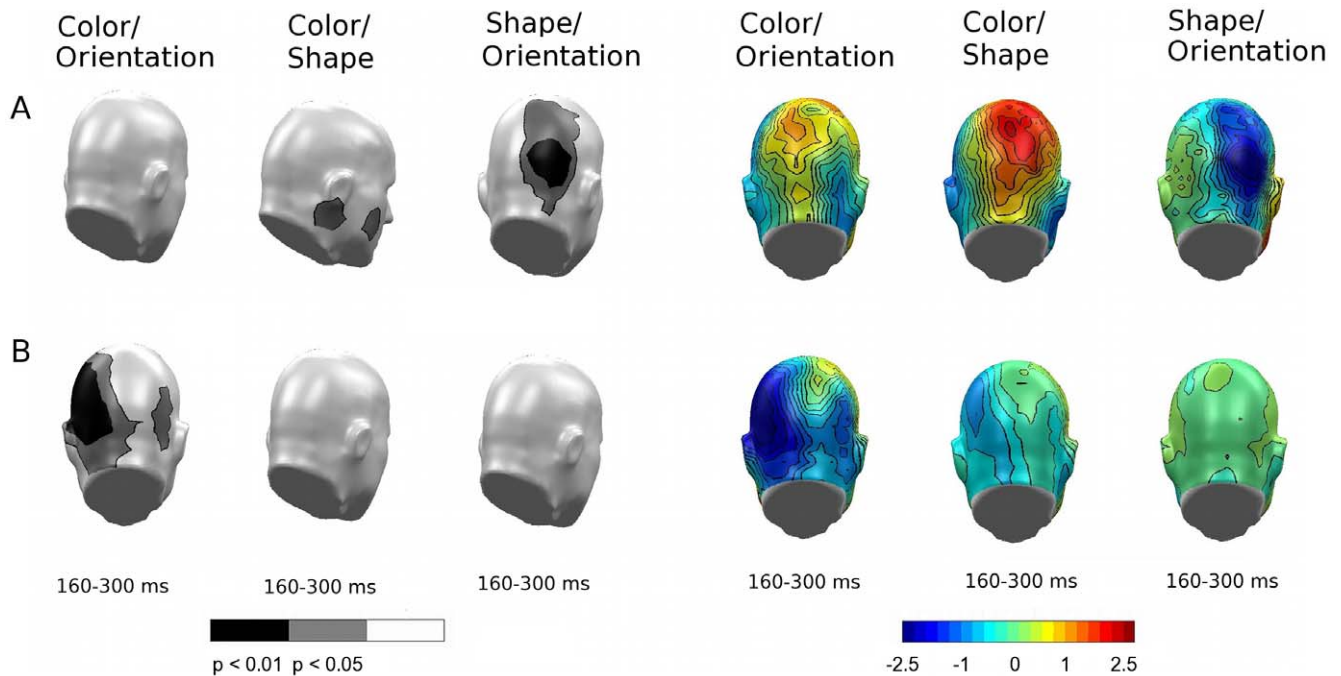 Color/
Orientation
Color/
Shape
Shape/
Orientation
Color/
Orientation
Color/
Shape
Shape/
Orientation
A
B
160-300 ms
160-300 ms
160-300 ms
160-300 ms
160-300 ms
160-300 ms
p < 0.01 p < 0.05
-2.5 -1 0 1 2.5